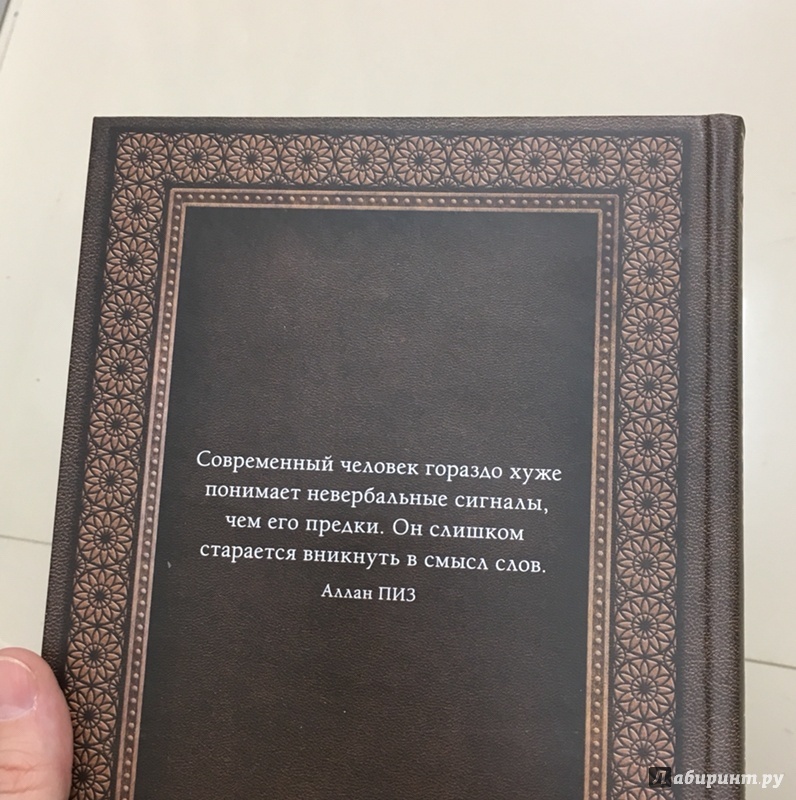 Современный человек гораздо хуже
понимает невербальные сигналы,
чем его предки. Он слишком
старается вникнуть в смысл слов.
Аллан ПИЗ
Лабиринт.ру